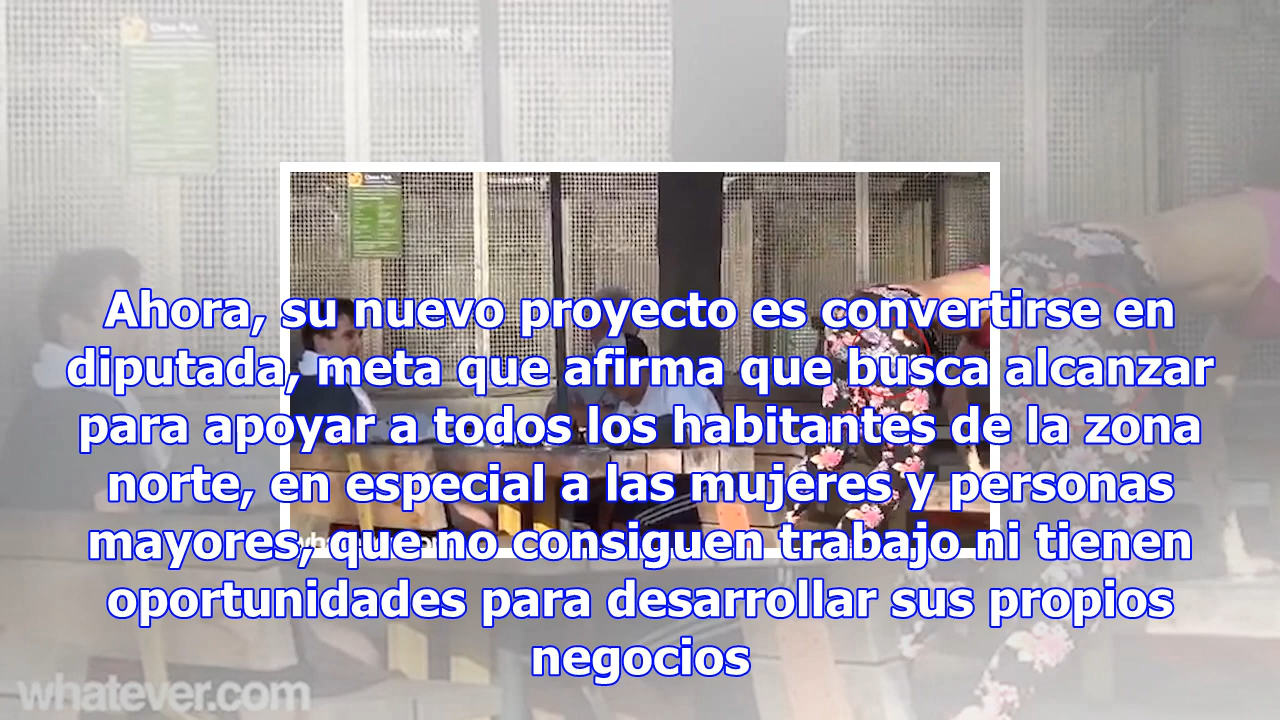 Chess Park
Ahora, su nuevo proyecto es convertirse en
diputada, meta que afirma que busca alcanzar
para apoyar a todos los habitantes de la zona
norte, en especial a las mujeres y personas
mayores, que no consiguen trabajo ni tienen
oportunidades para desarrollar sus propios
negocios
whatever.com